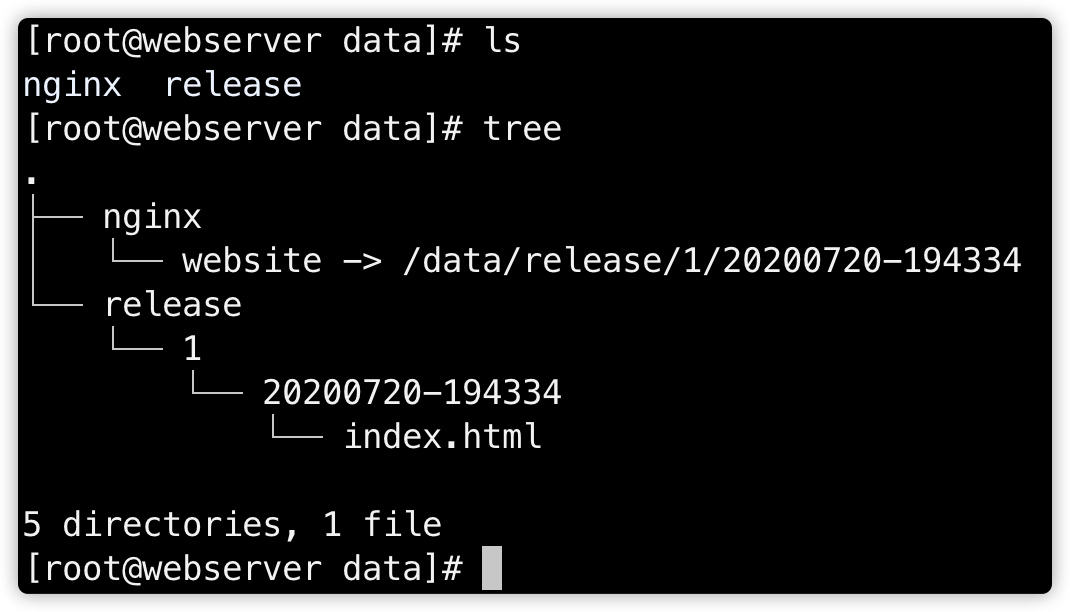 [root@webserver data]# ls
nginx  release
[root@webserver data]# tree
.
├── nginx
│   └── website -> /data/release/1/20200720-194334
└── release
    └── 1
        └── 20200720-194334
            └── index.html

5 directories, 1 file
[root@webserver data]#